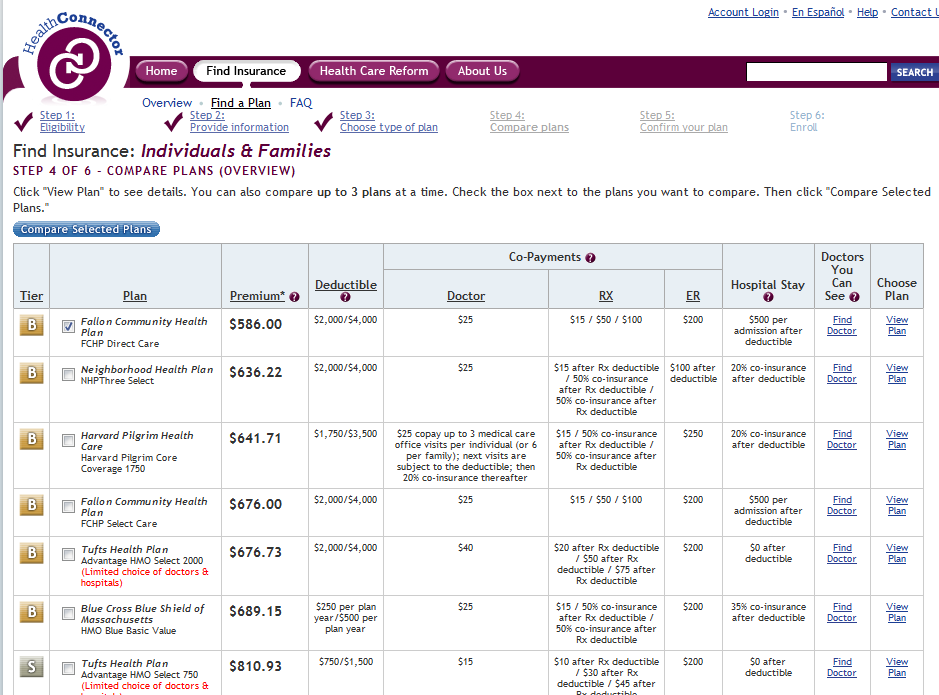 HealthConnector
Account Login • En Español • Help • Contact U
Home
Find Insurance
Health Care Reform
About Us
SEARCH
Overview • Find a Plan • FAQ
Step 1:
Eligibility
Step 2:
Provide information
Step 3:
Choose type of plan
Step 4:
Compare plans
Step 5:
Confirm your plan
Step 6:
Enroll
Find Insurance: Individuals & Families
STEP 4 OF 6 - COMPARE PLANS (OVERVIEW)
Click "View Plan" to see details. You can also compare up to 3 plans at a time. Check the box next to the plans you want to compare. Then click "Compare Selected
Plans."
Compare Selected Plans
Tier
Plan
Premium* ?
Deductible
?
Co-Payments ?
Doctor
RX
ER
Hospital Stay
?
Doctors
You
Can
See ?
Choose
Plan
B
Fallon Community Health
Plan
FCHP Direct Care
$586.00
$2,000/$4,000
$25
$15 / $50 / $100
$200
$500 per
admission after
deductible
Find
Doctor
View
Plan
B
Neighborhood Health Plan
NHPThree Select
$636.22
$2,000/$4,000
$25
$15 after Rx deductible
/ 50% co-insurance
after Rx deductible /
50% co-insurance after
Rx deductible
$100 after
deductible
20% co-insurance
after deductible
Find
Doctor
View
Plan
B
Harvard Pilgrim Health
Care
Harvard Pilgrim Core
Coverage 1750
$641.71
$1,750/$3,500
$25 copay up to 3 medical care
office visits per individual (or 6
per family); next visits are
subject to the deductible; then
20% co-insurance thereafter
$15 / 50% co-insurance
after Rx deductible /
50% co-insurance after
Rx deductible
$250
20% co-insurance
after deductible
Find
Doctor
View
Plan
B
Fallon Community Health
Plan
FCHP Select Care
$676.00
$2,000/$4,000
$25
$15 / $50 / $100
$200
$500 per
admission after
deductible
Find
Doctor
View
Plan
B
Tufts Health Plan
Advantage HMO Select 2000
(Limited choice of doctors &
hospitals)
$676.73
$2,000/$4,000
$40
$20 after Rx deductible
/ $50 after Rx
deductible / $75 after
Rx deductible
$200
$0 after
deductible
Find
Doctor
View
Plan
B
Blue Cross Blue Shield of
Massachusetts
HMO Blue Basic Value
$689.15
$250 per plan
year/$500 per
plan year
$25
$15 / 50% co-insurance
after Rx deductible /
50% co-insurance after
Rx deductible
$200
35% co-insurance
after deductible
Find
Doctor
View
Plan
S
Tufts Health Plan
Advantage HMO Select 750
(Limited choice of doctors &
$810.93
$750/$1,500
$15
$10 after Rx deductible
/ $30 after Rx
deductible / $45 after
Rx deductible
$200
$0 after
deductible
Find
Doctor
View
Plan